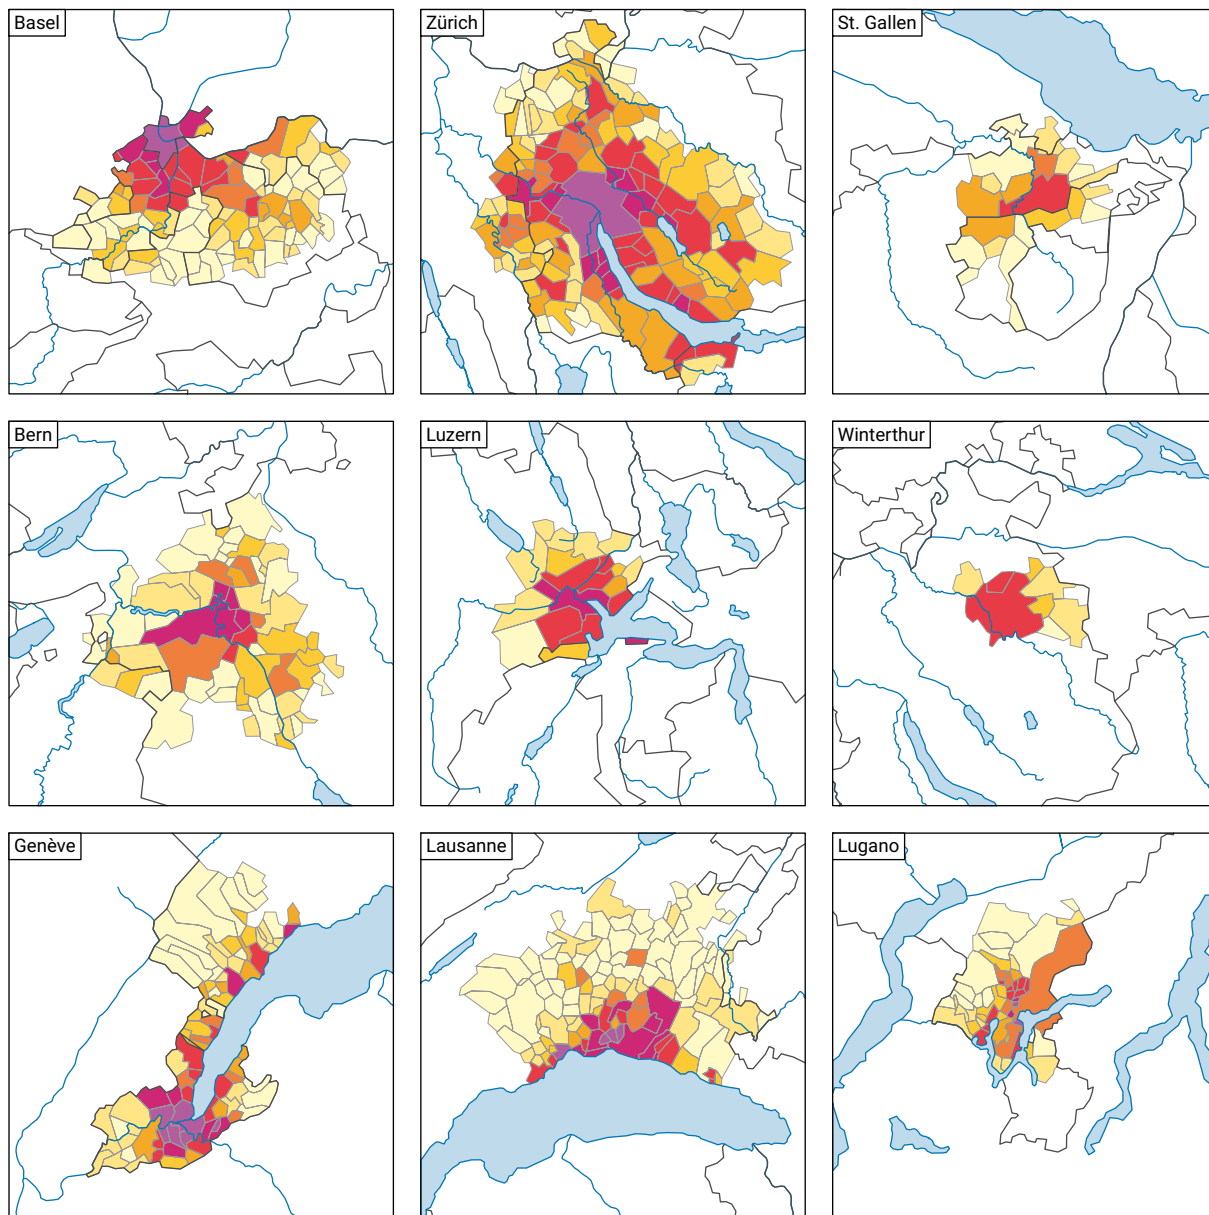 Basel
Zürich
St. Gallen
Bern
Luzern
Winterthur
Genève
Lausanne
Lugano